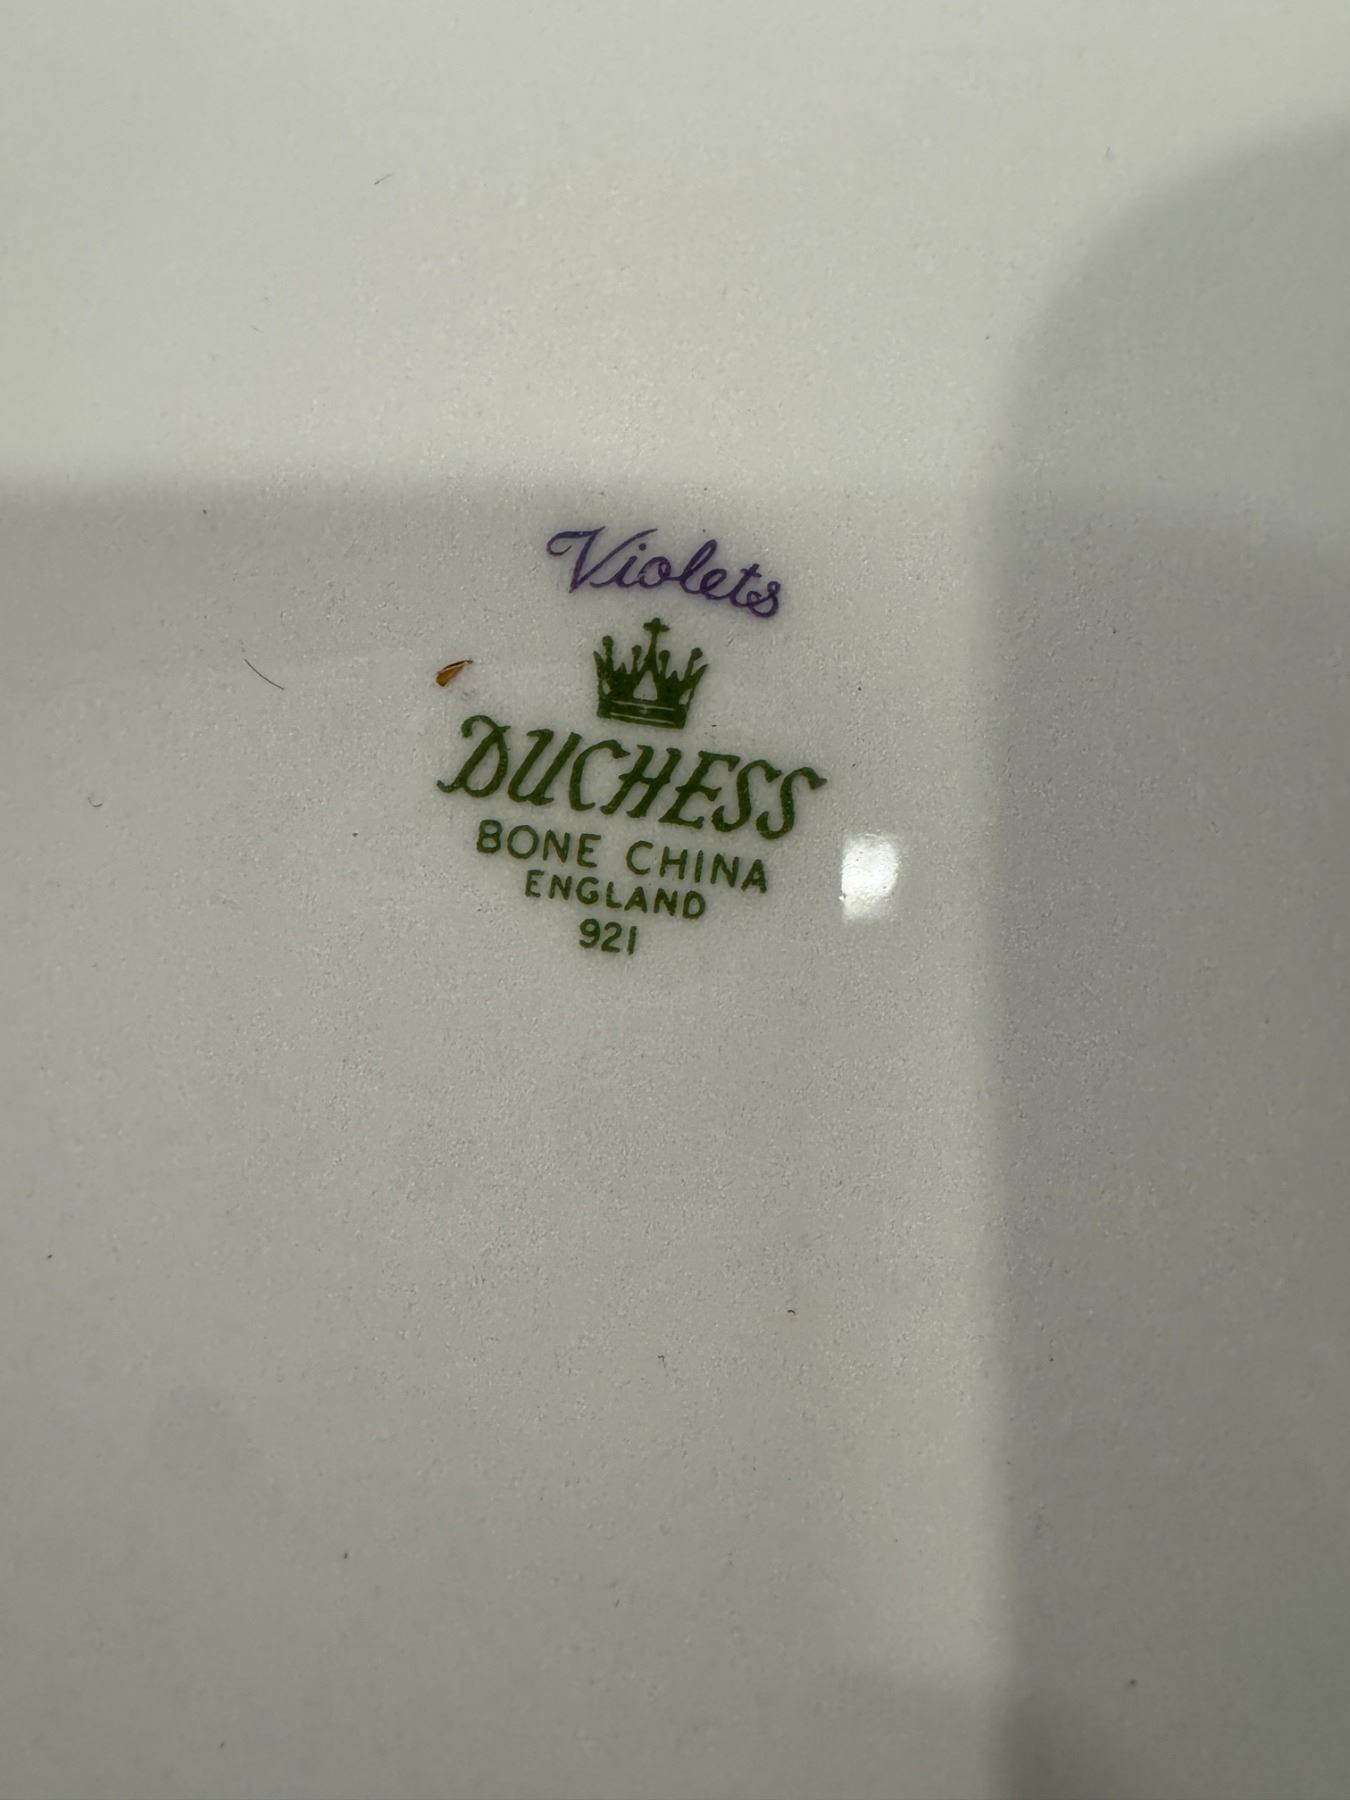 Violets
DUCHESS
BONE CHINA
ENGLAND
921